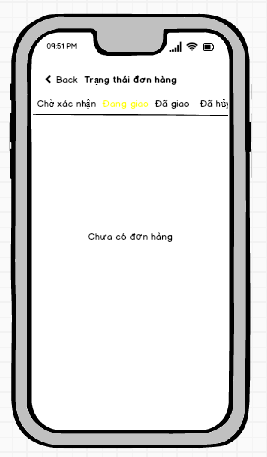 09:51 PM
Back Trạng thái đơn hàng
Chờ xác nhận Đang giao Đã giao Đã hủy
Chưa có đơn hàng